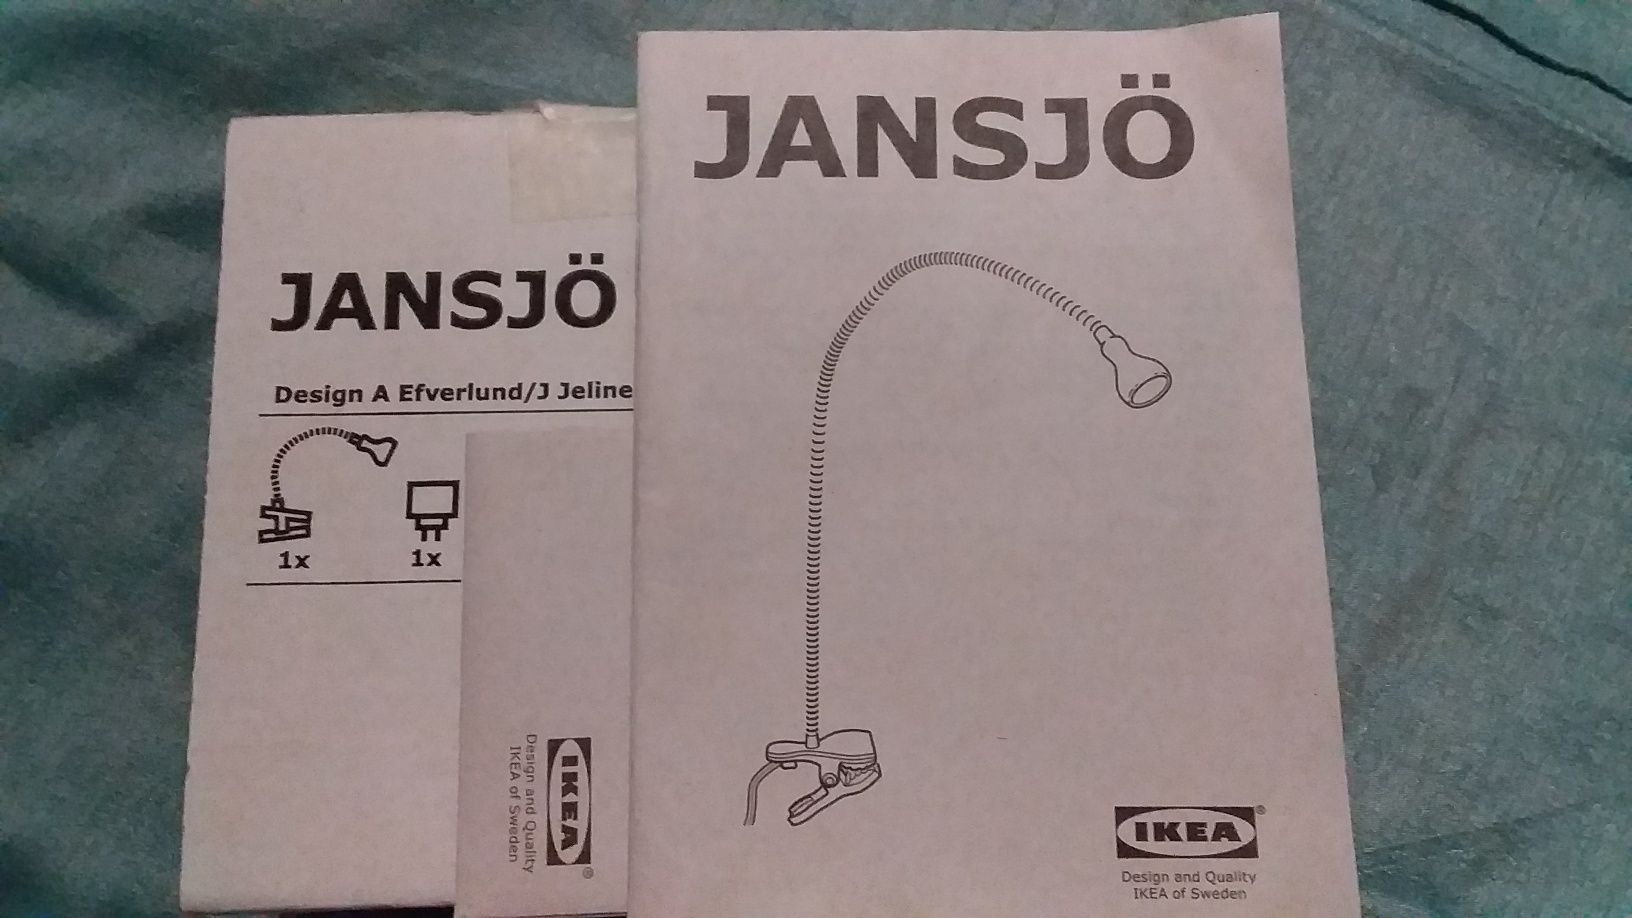 JANSJÖ
Design A Efverlund/J Jeline
1x
1x
IKEA®
Design and Quality
IKEA of Sweden
JANSJÖ
IKEA®
Design and Quality
IKEA of Sweden